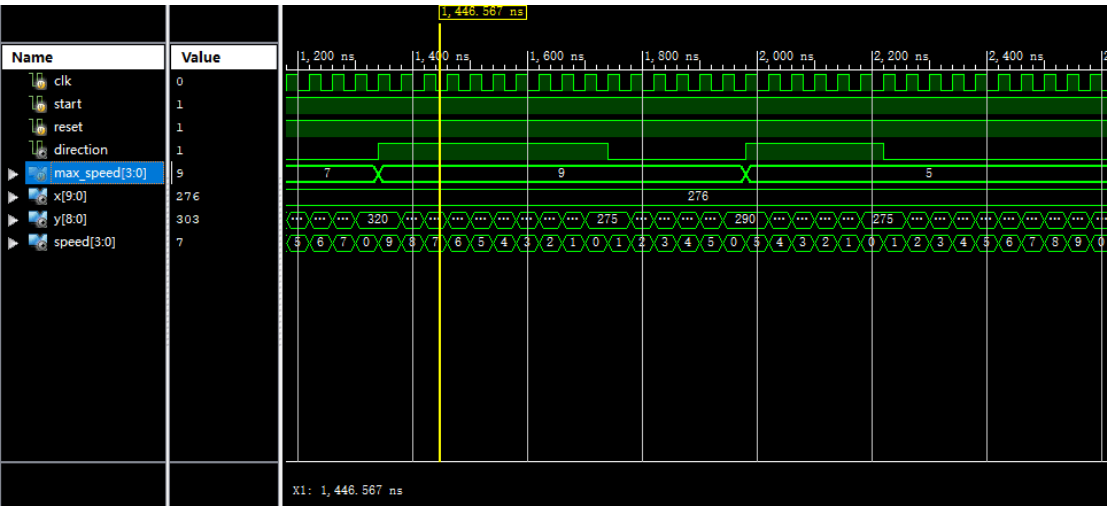 1,446.567 ns
Name Value
1,200 ns 1,400 ns 1,600 ns 1,800 ns 2,000 ns 2,200 ns 2,400 ns
clk 0
start 1
reset 1
direction 1
max_speed[3:0] 9 7 9 5
x[9:0] 276 276
y[8:0] 303 ... ... ... 320 ... ... ... ... ... ... ... ... 275 ... ... ... ... 290 ... ... ... ... 275 ... ... ... ... ... ... ... ...
speed[3:0] 7 5 6 7 0 9 8 7 6 5 4 3 2 1 0 1 2 3 4 5 0 5 4 3 2 1 0 1 2 3 4 5 6 7 8 9 0
X1: 1,446.567 ns